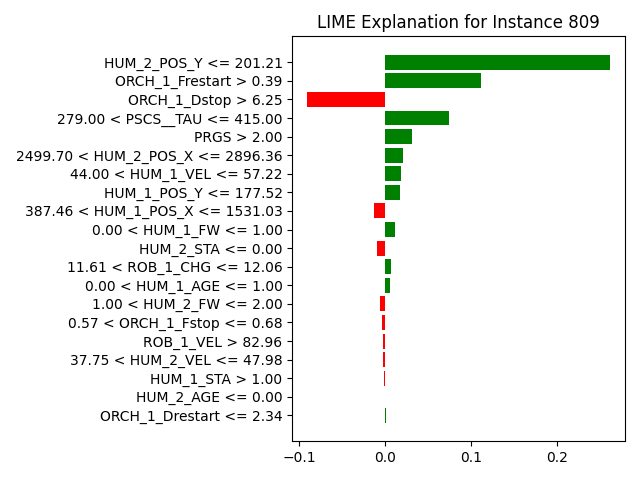 LIME Explanation for Instance 809
HUM_2_POS_Y <= 201.21
ORCH_1_Frestart > 0.39
ORCH_1_Dstop > 6.25
279.00 < PSCS__TAU <= 415.00
PRGS > 2.00
2499.70 < HUM_2_POS_X <= 2896.36
44.00 < HUM_1_VEL <= 57.22
HUM_1_POS_Y <= 177.52
387.46 < HUM_1_POS_X <= 1531.03
0.00 < HUM_1_FW <= 1.00
HUM_2_STA <= 0.00
11.61 < ROB_1_CHG <= 12.06
0.00 < HUM_1_AGE <= 1.00
1.00 < HUM_2_FW <= 2.00
0.57 < ORCH_1_Fstop <= 0.68
ROB_1_VEL > 82.96
37.75 < HUM_2_VEL <= 47.98
HUM_1_STA > 1.00
HUM_2_AGE <= 0.00
ORCH_1_Drestart <= 2.34
−0.1 0.0 0.1 0.2